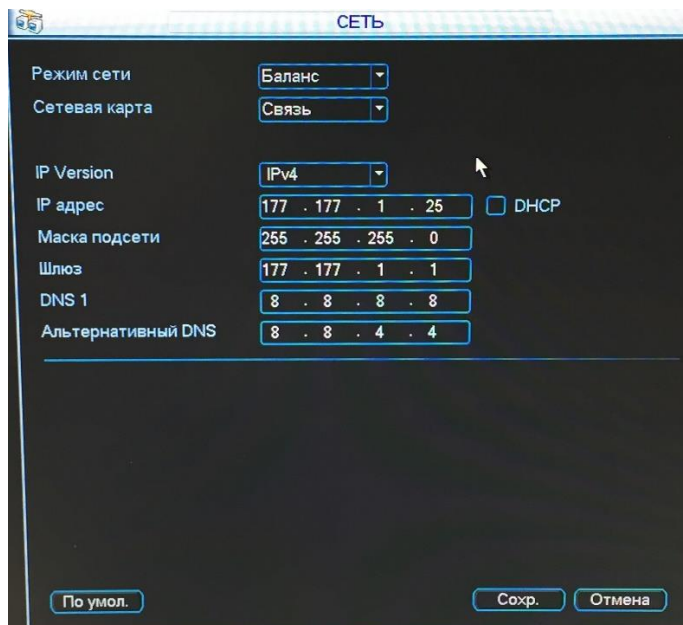 СЕТЬ
Режим сети Баланс
Сетевая карта Связь
IP Version IPv4
IP адрес 177 . 177 . 1 . 25 DHCP
Маска подсети 255 . 255 . 255 . 0
Шлюз 177 . 177 . 1 . 1
DNS 1 8 . 8 . 8 . 8
Альтернативный DNS 8 . 8 . 4 . 4
По умол. Сохр. Отмена